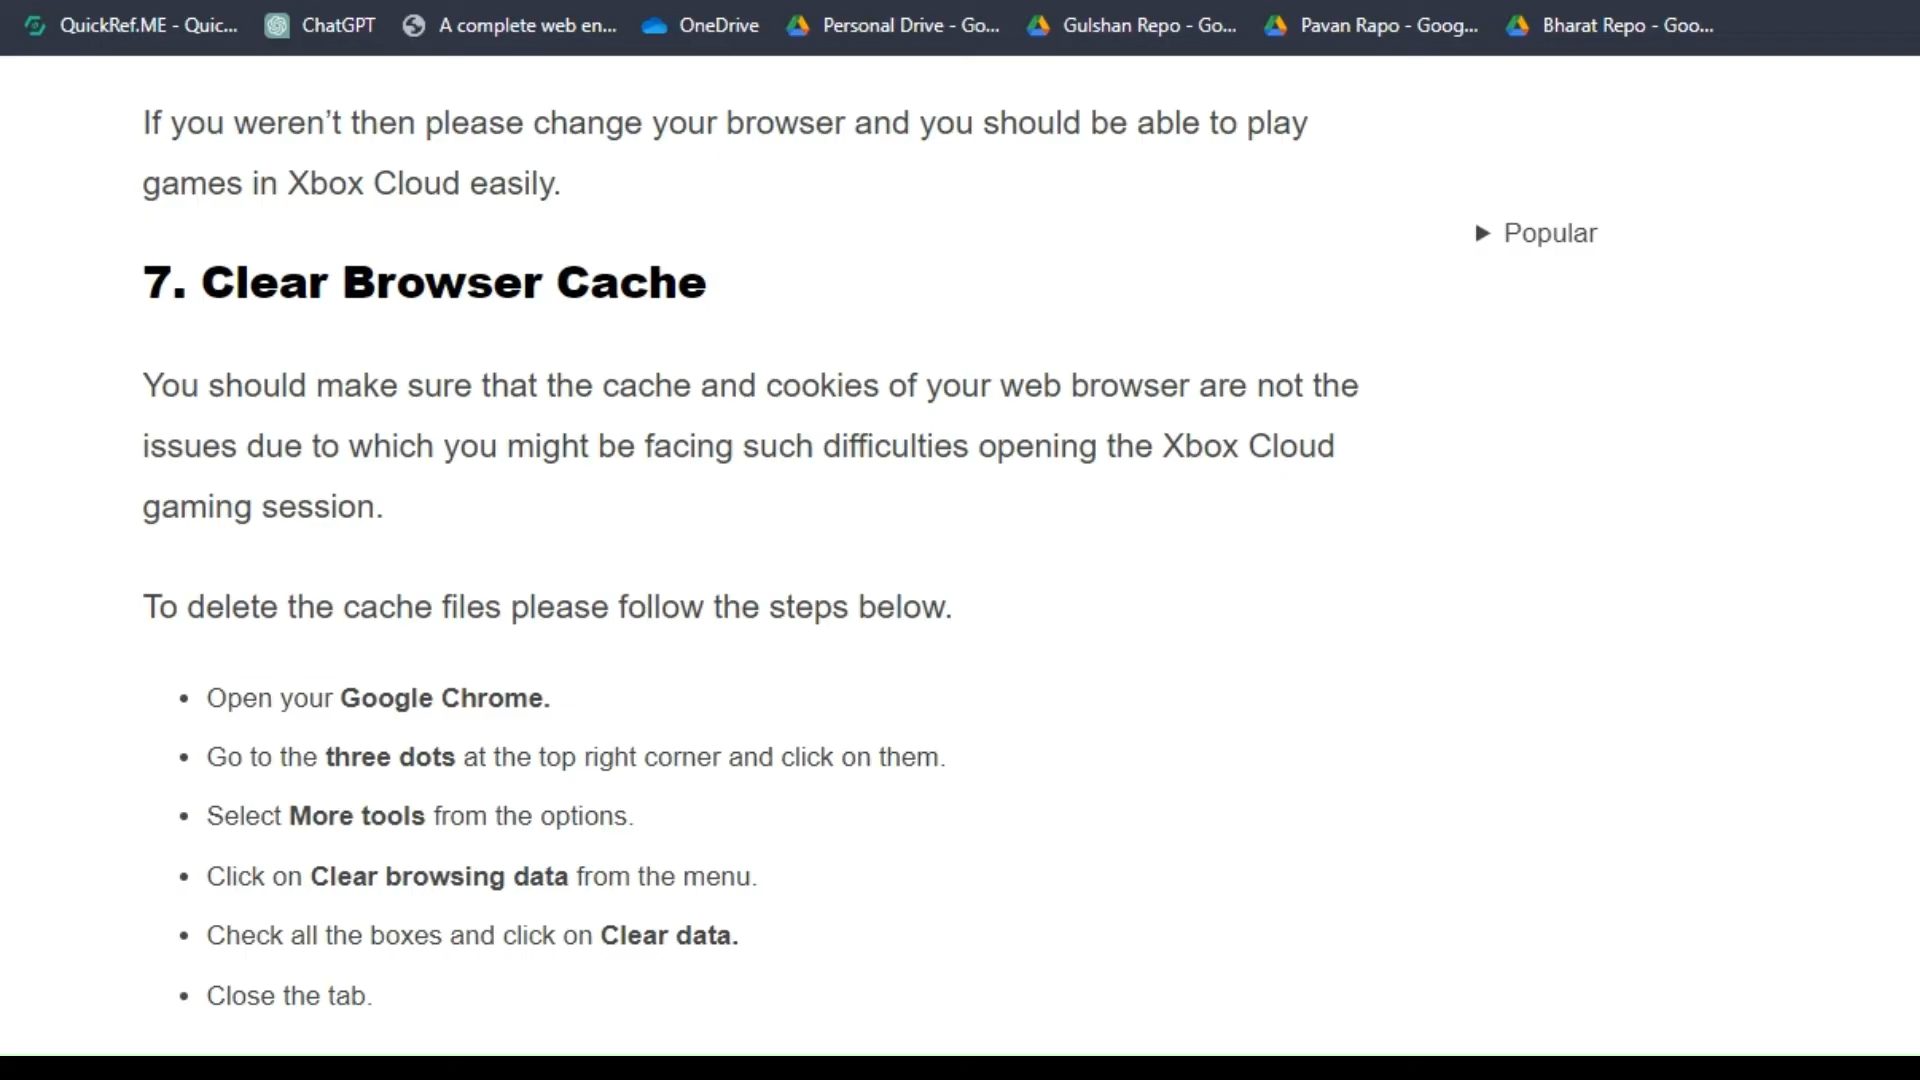 QuickRef.ME - Quic... ChatGPT A complete web en... OneDrive Personal Drive - Go... Gulshan Repo - Go... Pavan Rapo - Goog... Bharat Repo - Goo...
If you weren’t then please change your browser and you should be able to play
games in Xbox Cloud easily.
Popular
7. Clear Browser Cache
You should make sure that the cache and cookies of your web browser are not the
issues due to which you might be facing such difficulties opening the Xbox Cloud
gaming session.
To delete the cache files please follow the steps below.
• Open your Google Chrome.
• Go to the three dots at the top right corner and click on them.
• Select More tools from the options.
• Click on Clear browsing data from the menu.
• Check all the boxes and click on Clear data.
• Close the tab.